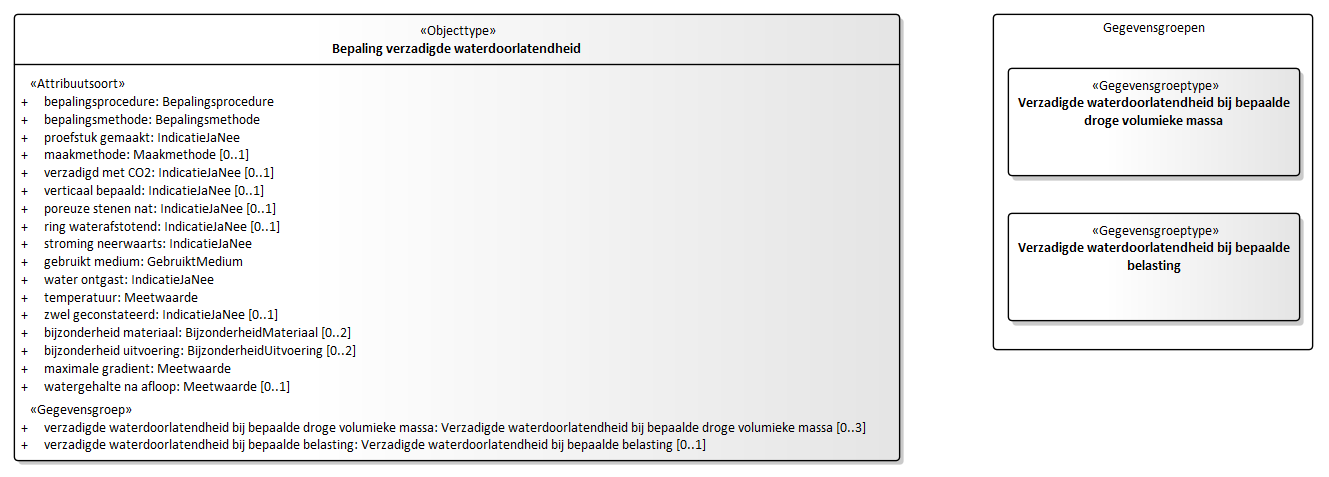 «Objecttype»
Bepaling verzadigde waterdoorlatendheid
«Attribuutsoort»
+ bepalingsprocedure: Bepalingsprocedure
+ bepalingsmethode: Bepalingsmethode
+ proefstuk gemaakt: IndicatieJaNee
+ maakmethode: Maakmethode [0..1]
+ verzadigd met CO2: IndicatieJaNee [0..1]
+ verticaal bepaald: IndicatieJaNee [0..1]
+ poreuze stenen nat: IndicatieJaNee [0..1]
+ ring waterafstotend: IndicatieJaNee [0..1]
+ stroming neerwaarts: IndicatieJaNee
+ gebruikt medium: GebruiktMedium
+ water ontgast: IndicatieJaNee
+ temperatuur: Meetwaarde
+ zwel geconstateerd: IndicatieJaNee [0..1]
+ bijzonderheid materiaal: BijzonderheidMateriaal [0..2]
+ bijzonderheid uitvoering: BijzonderheidUitvoering [0..2]
+ maximale gradient: Meetwaarde
+ watergehalte na afloop: Meetwaarde [0..1]
«Gegevensgroep»
+ verzadigde waterdoorlatendheid bij bepaalde droge volumieke massa: Verzadigde waterdoorlatendheid bij bepaalde droge volumieke massa [0..3]
+ verzadigde waterdoorlatendheid bij bepaalde belasting: Verzadigde waterdoorlatendheid bij bepaalde belasting [0..1]
Gegevensgroepen
«Gegevensgroeptype»
Verzadigde waterdoorlatendheid bij bepaalde
droge volumieke massa
«Gegevensgroeptype»
Verzadigde waterdoorlatendheid bij bepaalde
belasting